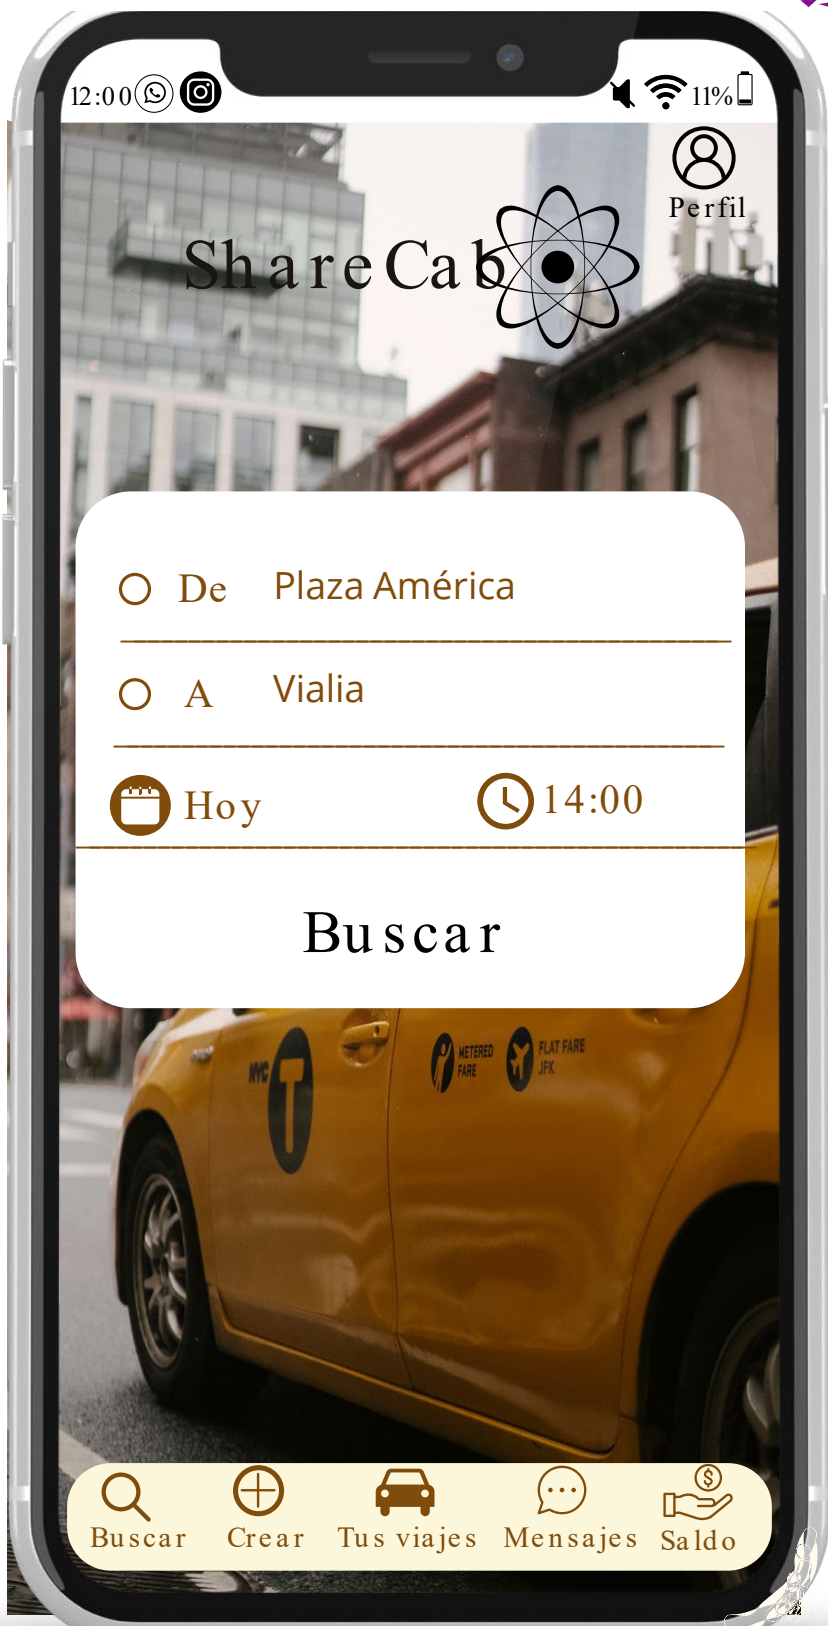 12:00 11%
Perfil
ShareCab
De Plaza América
A Vialia
Hoy 14:00
Buscar
NYC T
METERED FARE
FLAT FARE JFK
Buscar Crear Tus viajes Mensajes Saldo